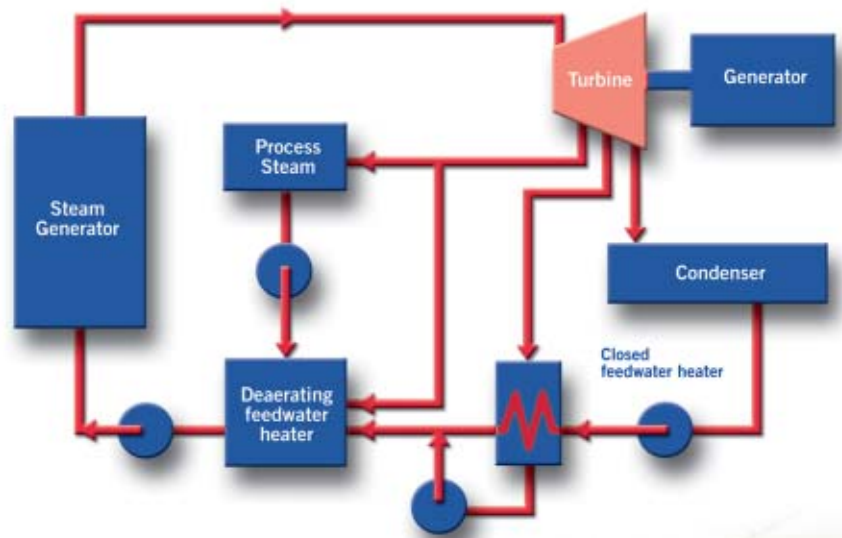 Turbine
Generator
Process
Steam
Steam
Generator
Condenser
Closed
feedwater heater
Deaerating
feedwater
heater